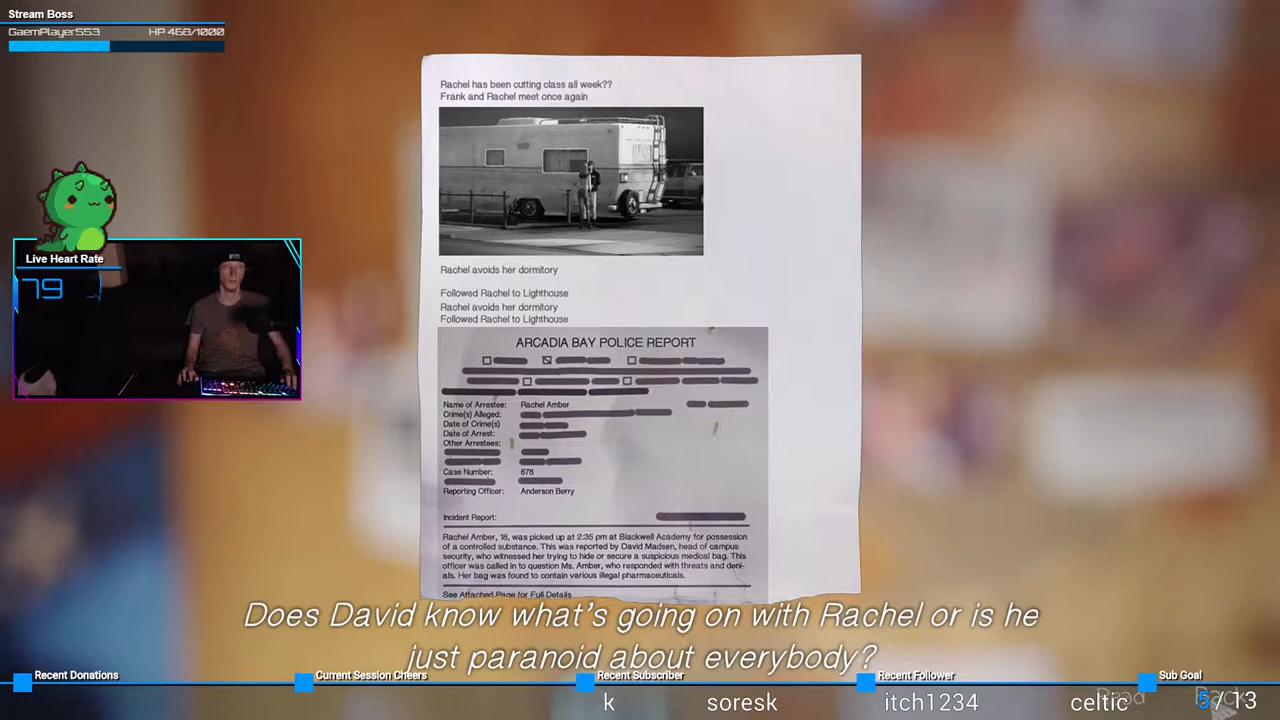 Stream Boss
GaemPlayer553 HP 468/1000
Live Heart Rate
79
Rachel has been cutting class all week??
Frank and Rachel meet once again
Rachel avoids her dormitory
Followed Rachel to Lighthouse
Rachel avoids her dormitory
Followed Rachel to Lighthouse
ARCADIA BAY POLICE REPORT
Name of Arrestee: Rachel Amber
Crime(s) Alleged:
Date of Crime(s)
Date of Arrest:
Other Arrestees:
Case Number: 678
Reporting Officer: Anderson Berry
Incident Report:
Rachel Amber, 18, was picked up at 2:35 pm at Blackwell Academy for possession
of a controlled substance. This was reported by David Madsen, head of campus
security, who witnessed her trying to hide or secure a suspicious medical bag. This
officer was called in to question Ms. Amber, who responded with threats and deni-
als. Her bag was found to contain various illegal pharmaceuticals.
See Attached Page for Full Details
Does David know what's going on with Rachel or is he
just paranoid about everybody?
Recent Donations Current Session Cheers Recent Subscriber Recent Follower Sub Goal
k soresk itch1234 celtic 5 / 13
Read Back